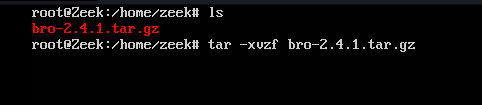 root@Zeek:/home/zeek# ls
bro-2.4.1.tar.gz
root@Zeek:/home/zeek# tar -xvzf bro-2.4.1.tar.gz